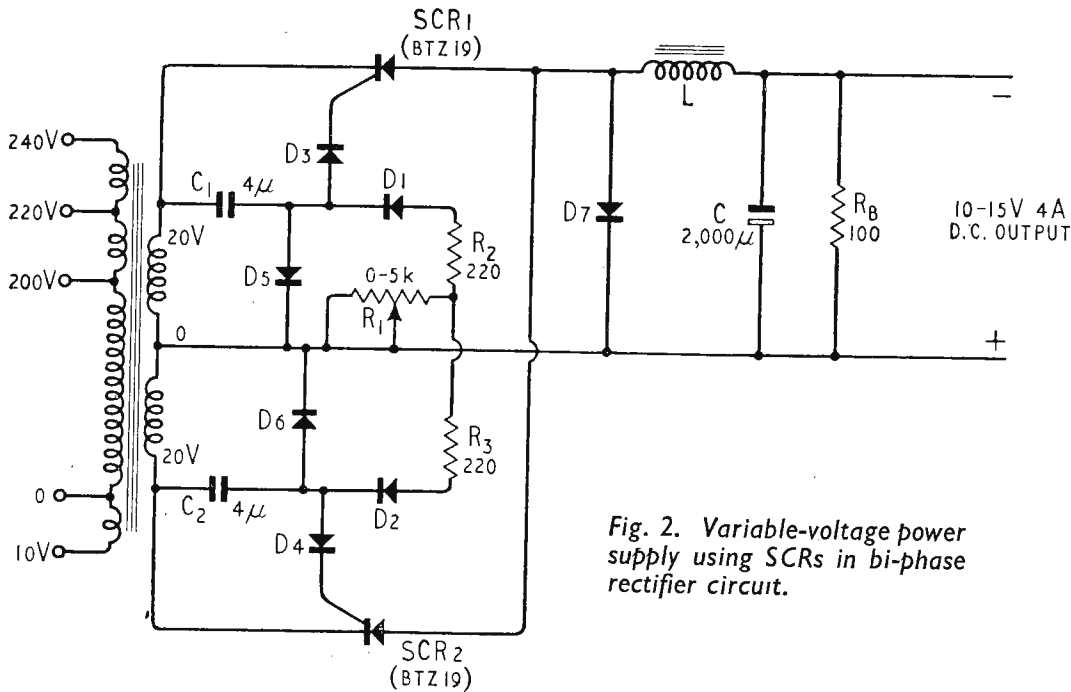 SCR1
(BTZ19)
240V
220V
200V
0
10V
20V
20V
0
C1 4μ
D3
D1
R2
220
D5
0-5k
R1
D6
R3
220
C2 4μ
D2
D4
SCR2
(BTZ19)
D7
L
C
2,000μ
RB
100
−
10-15V 4A
D.C. OUTPUT
+
Fig. 2. Variable-voltage power
supply using SCRs in bi-phase
rectifier circuit.